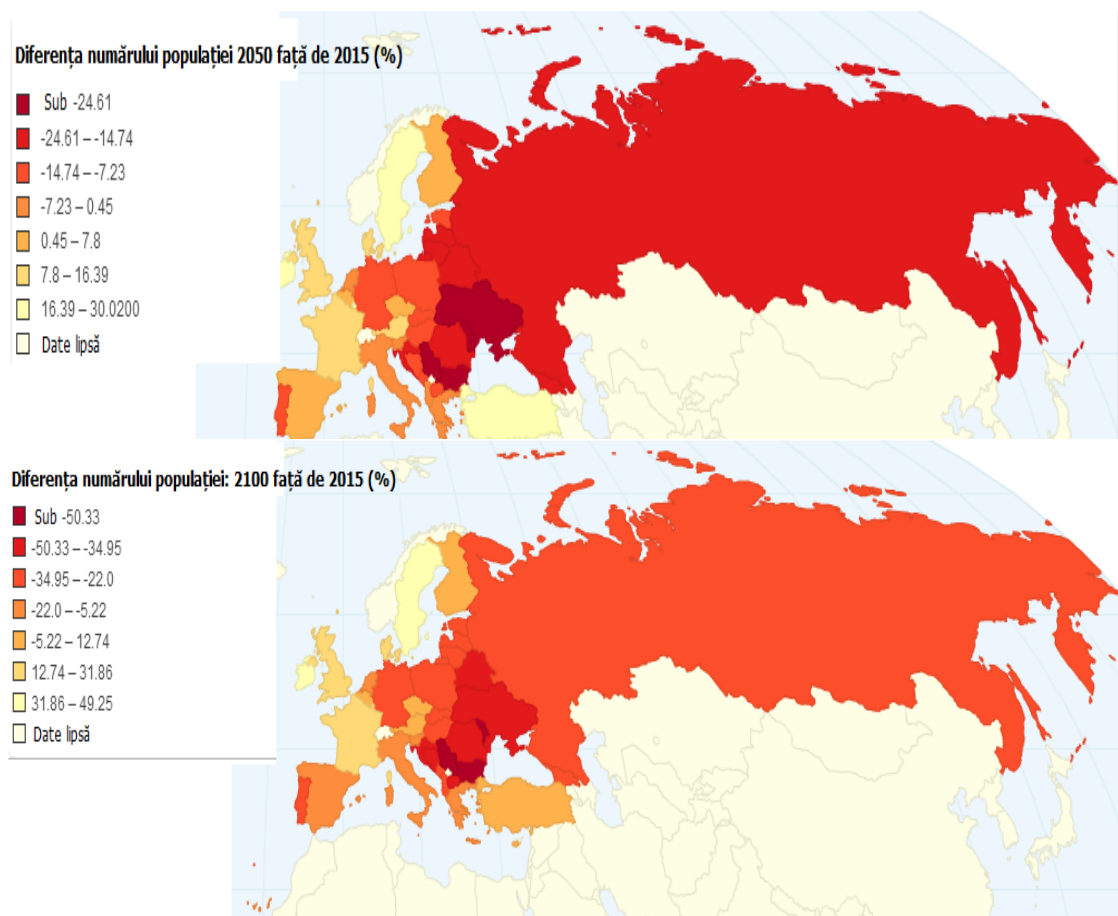 Diferența numărului populației 2050 față de 2015 (%)
Sub -24.61
-24.61 – -14.74
-14.74 – -7.23
-7.23 – 0.45
0.45 – 7.8
7.8 – 16.39
16.39 – 30.0200
Date lipsă
Diferența numărului populației: 2100 față de 2015 (%)
Sub -50.33
-50.33 – -34.95
-34.95 – -22.0
-22.0 – -5.22
-5.22 – 12.74
12.74 – 31.86
31.86 – 49.25
Date lipsă